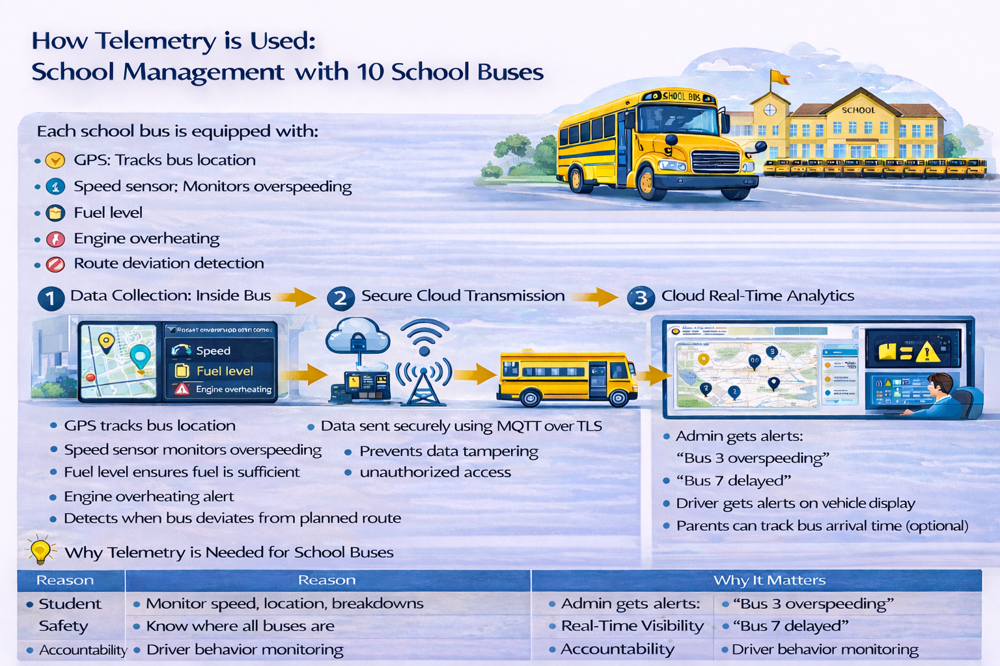 How Telemetry is Used:
School Management with 10 School Buses
SHOOL BDS
SCHOOL
Each school bus is equipped with:
• GPS: Tracks bus location
• Speed sensor; Monitors overspeeding
• Fuel level
• Engine overheating
• Route deviation detection
1 Data Collection: Inside Bus
2 Secure Cloud Transmission
3 Cloud Real-Time Analytics
Speed
Fuel level
Engine overheating
3
00
2
2
• GPS tracks bus location
• Speed sensor monitors overspeeding
• Fuel level ensures fuel is sufficient
• Engine overheating alert
• Detects when bus deviates from planned route
• Data sent securely using MQTT over TLS
• Prevents data tampering
• unauthorized access
• Admin gets alerts:
“Bus 3 overspeeding”
• “Bus 7 delayed”
• Driver gets alerts on vehicle display
• Parents can track bus arrival time (optional)
Why Telemetry is Needed for School Buses
Reason Reason Why It Matters
• Student • Monitor speed, location, breakdowns • Admin gets alerts: • “Bus 3 overspeeding”
Safety • Know where all buses are • Real-Time Visibility • “Bus 7 delayed”
• Accountability • Driver behavior monitoring • Accountability • Driver behavior monitoring